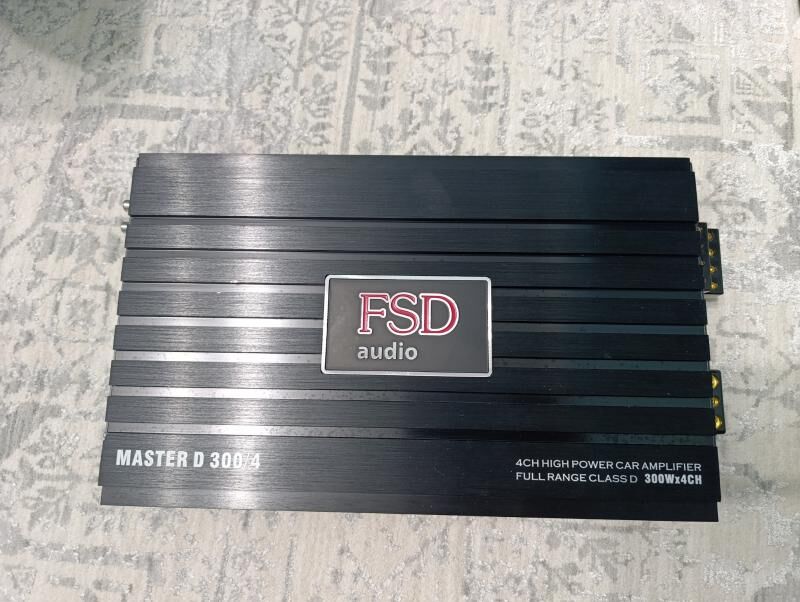 FSD
audio
MASTER D 300/4
4CH HIGH POWER CAR AMPLIFIER
FULL RANGE CLASS D 300Wx4CH